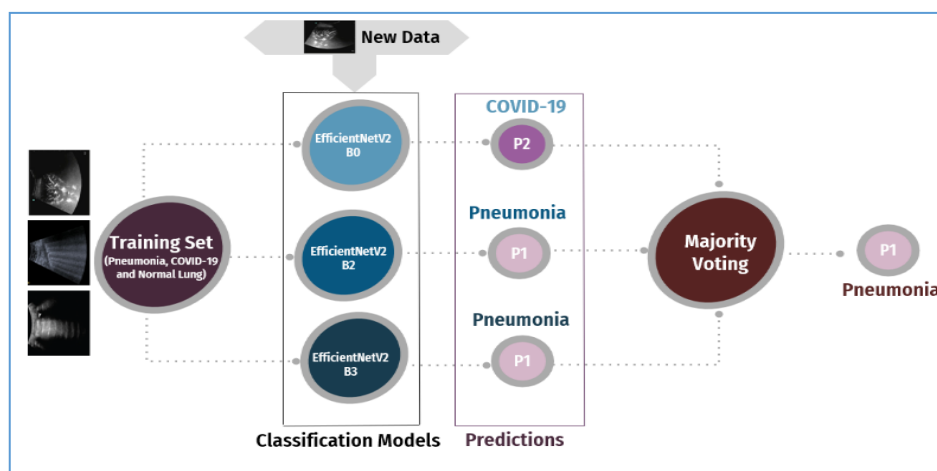 New Data
COVID-19
EfficientNetV2
B0
P2
Pneumonia
Training Set
(Pneumonia, COVID-19
and Normal Lung)
EfficientNetV2
B2
P1
Majority
Voting
P1
Pneumonia
Pneumonia
EfficientNetV2
B3
P1
Classification Models
Predictions